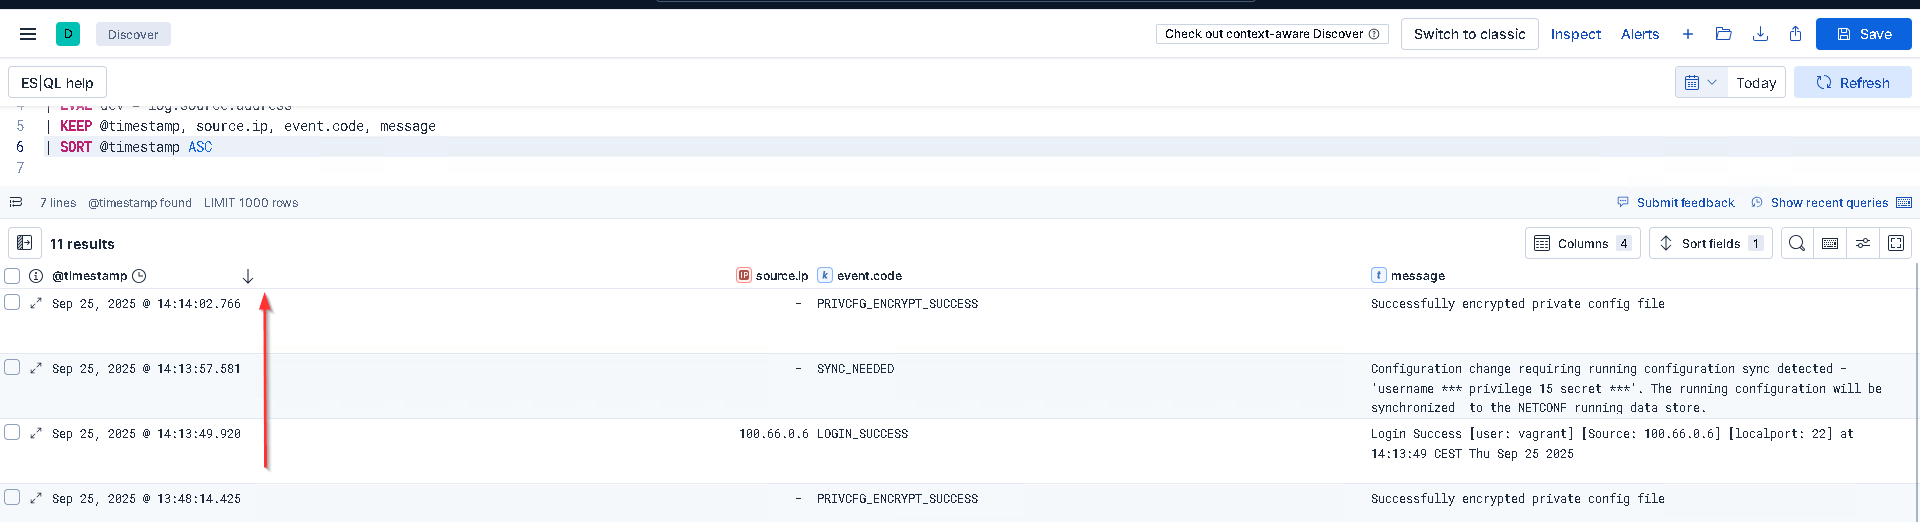 D Discover Check out context-aware Discover Switch to classic Inspect Alerts Save
ES|QL help Today Refresh
4 | EVAL dev = log.source.address
5 | KEEP @timestamp, source.ip, event.code, message
6 | SORT @timestamp ASC
7
7 lines @timestamp found LIMIT 1000 rows Submit feedback Show recent queries
11 results Columns 4 Sort fields 1
@timestamp IP source.ip k event.code t message
Sep 25, 2025 @ 14:14:02.766 - PRIVCFG_ENCRYPT_SUCCESS Successfully encrypted private config file
Sep 25, 2025 @ 14:13:57.581 - SYNC_NEEDED Configuration change requiring running configuration sync detected -
'username *** privilege 15 secret ***'. The running configuration will be
synchronized to the NETCONF running data store.
Sep 25, 2025 @ 14:13:49.920 100.66.0.6 LOGIN_SUCCESS Login Success [user: vagrant] [Source: 100.66.0.6] [localport: 22] at
14:13:49 CEST Thu Sep 25 2025
Sep 25, 2025 @ 13:48:14.425 - PRIVCFG_ENCRYPT_SUCCESS Successfully encrypted private config file